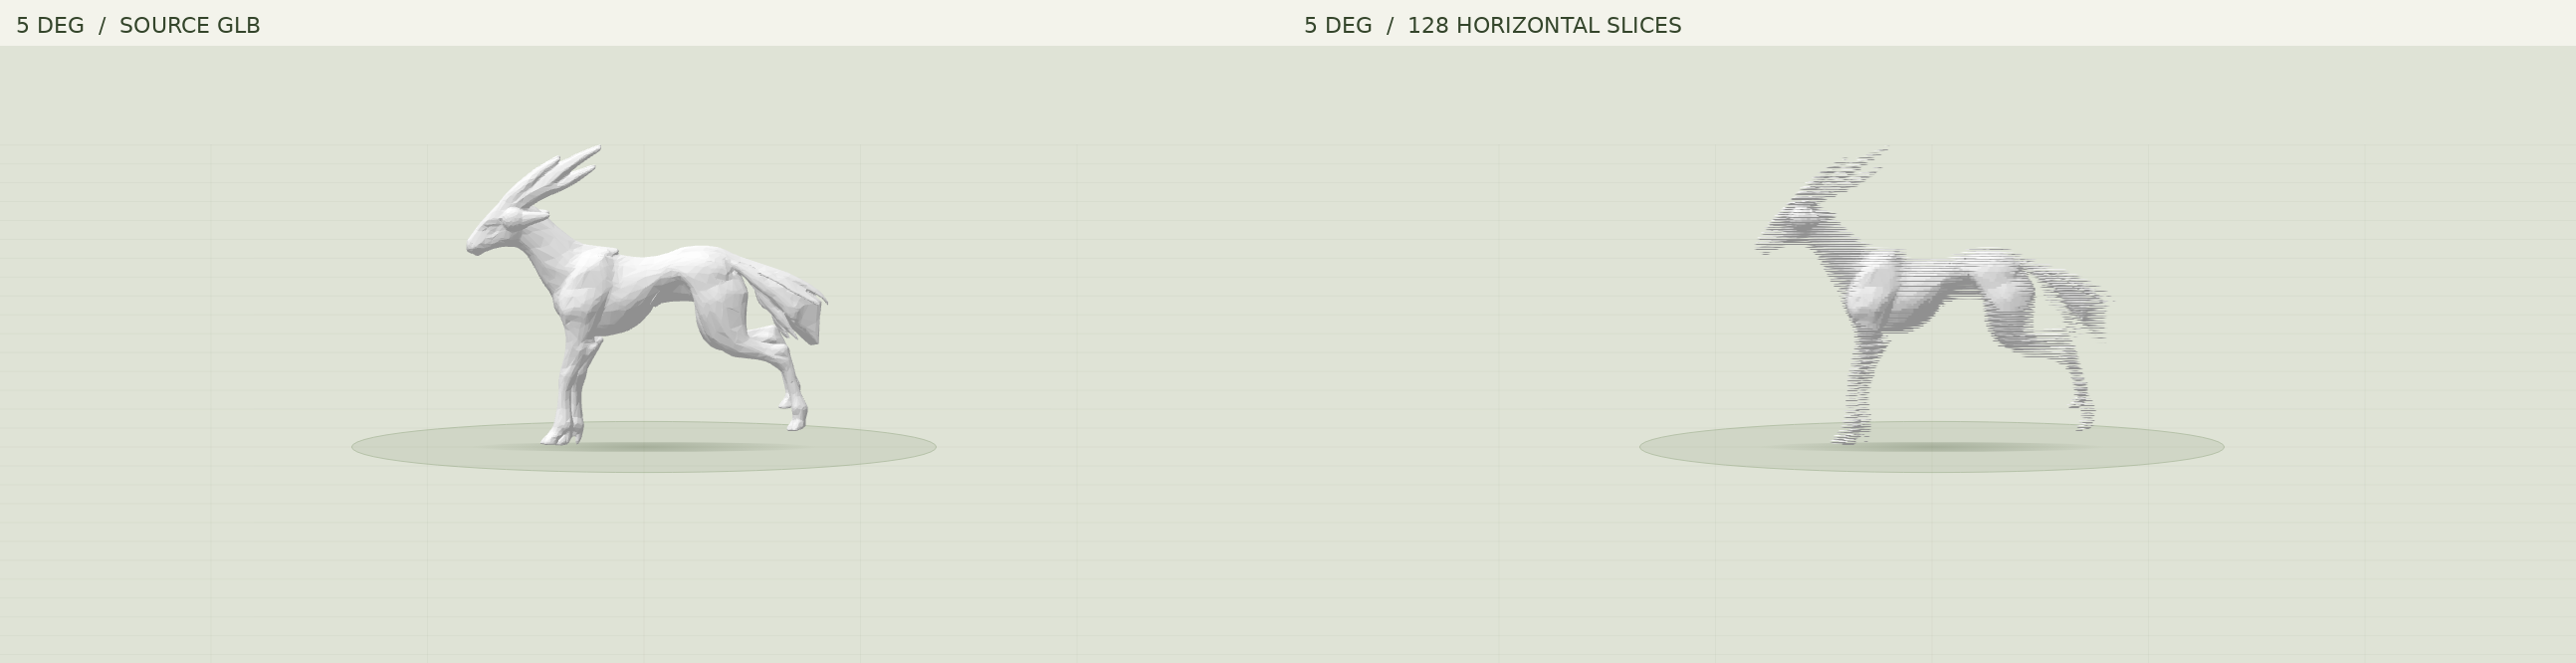 5 DEG / SOURCE GLB
5 DEG / 128 HORIZONTAL SLICES